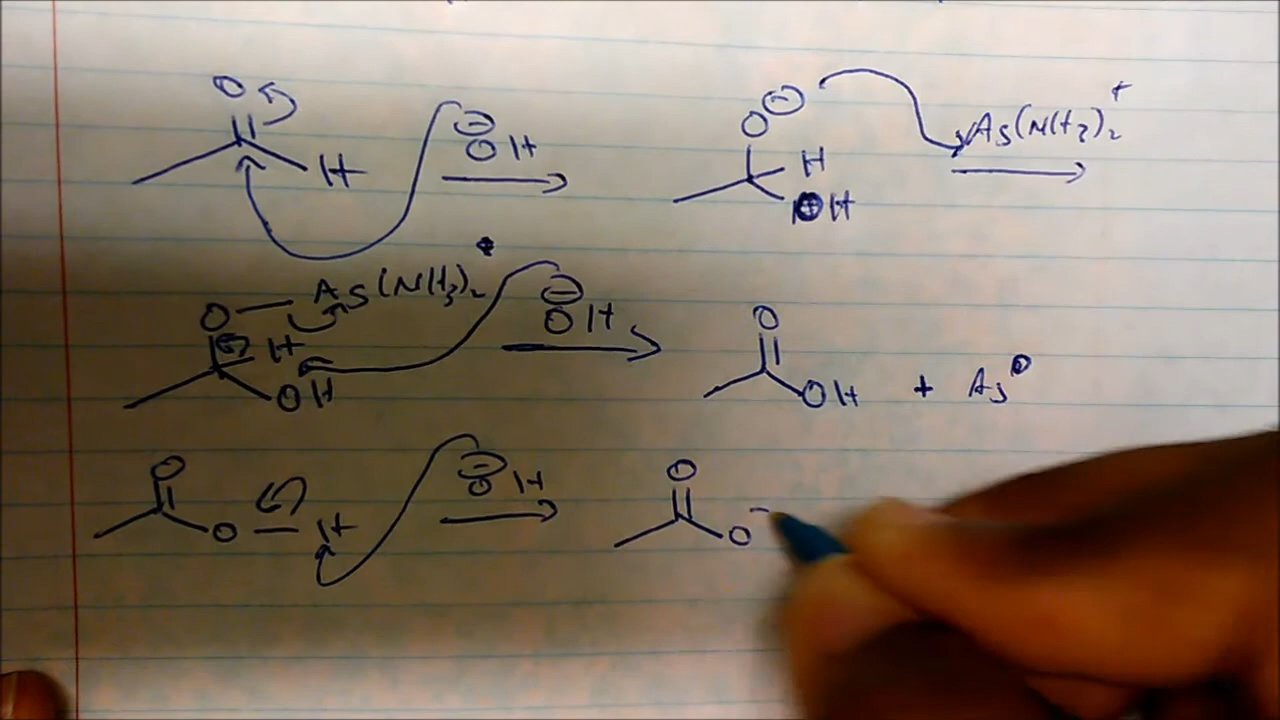 O H ⊖OH → O⊖ H OH Ag(NH₃)₂⁺ →
O — Ag(NH₃)₂ H OH ⊖OH → O OH + Ag⁰
O O — H ⊖OH → O O⁻